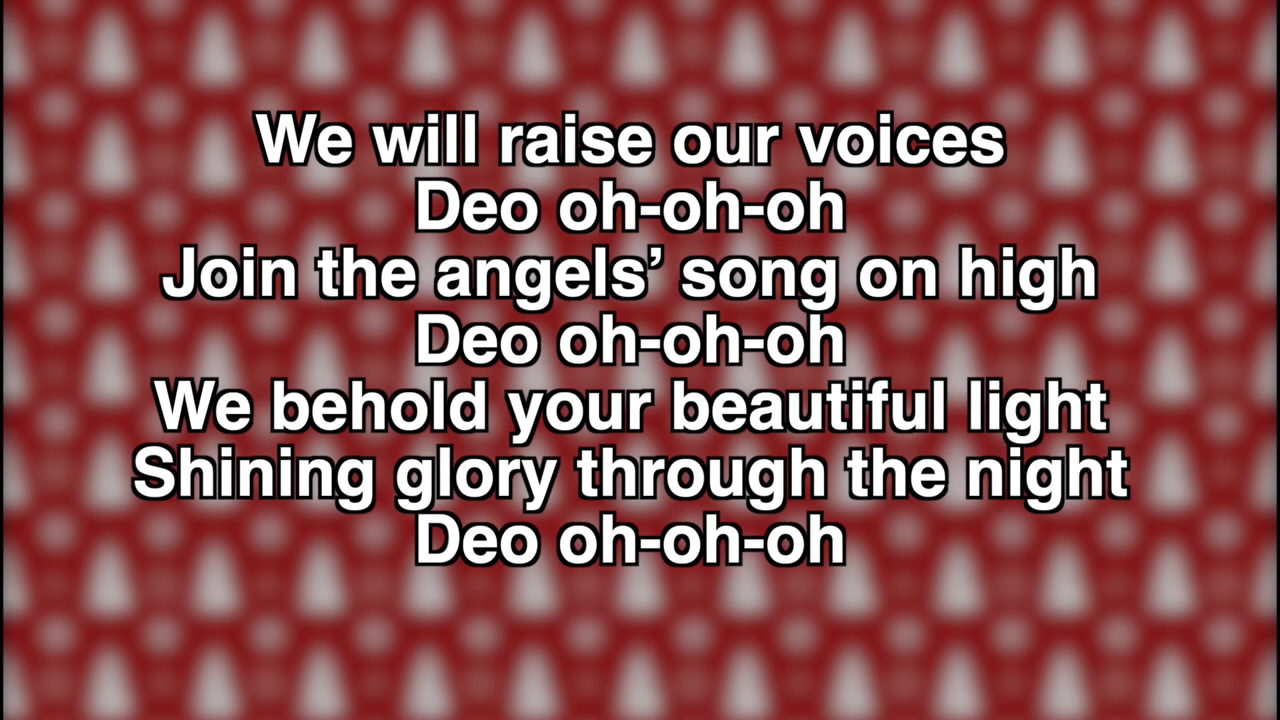 We will raise our voices
Deo oh-oh-oh
Join the angels’ song on high
Deo oh-oh-oh
We behold your beautiful light
Shining glory through the night
Deo oh-oh-oh